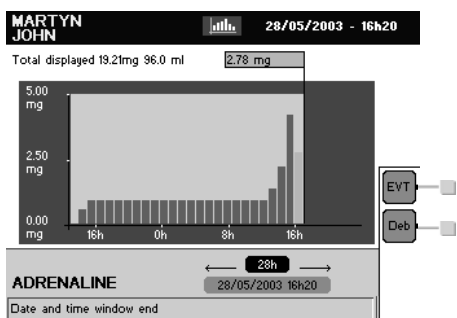 MARTYN
JOHN
28/05/2003 - 16h20
Total displayed 19.21mg 96.0 ml
2.78 mg
5.00
mg
2.50
mg
0.00
mg
16h 0h 8h 16h
EVT
Deb
28h
ADRENALINE
28/05/2003 16h20
Date and time window end